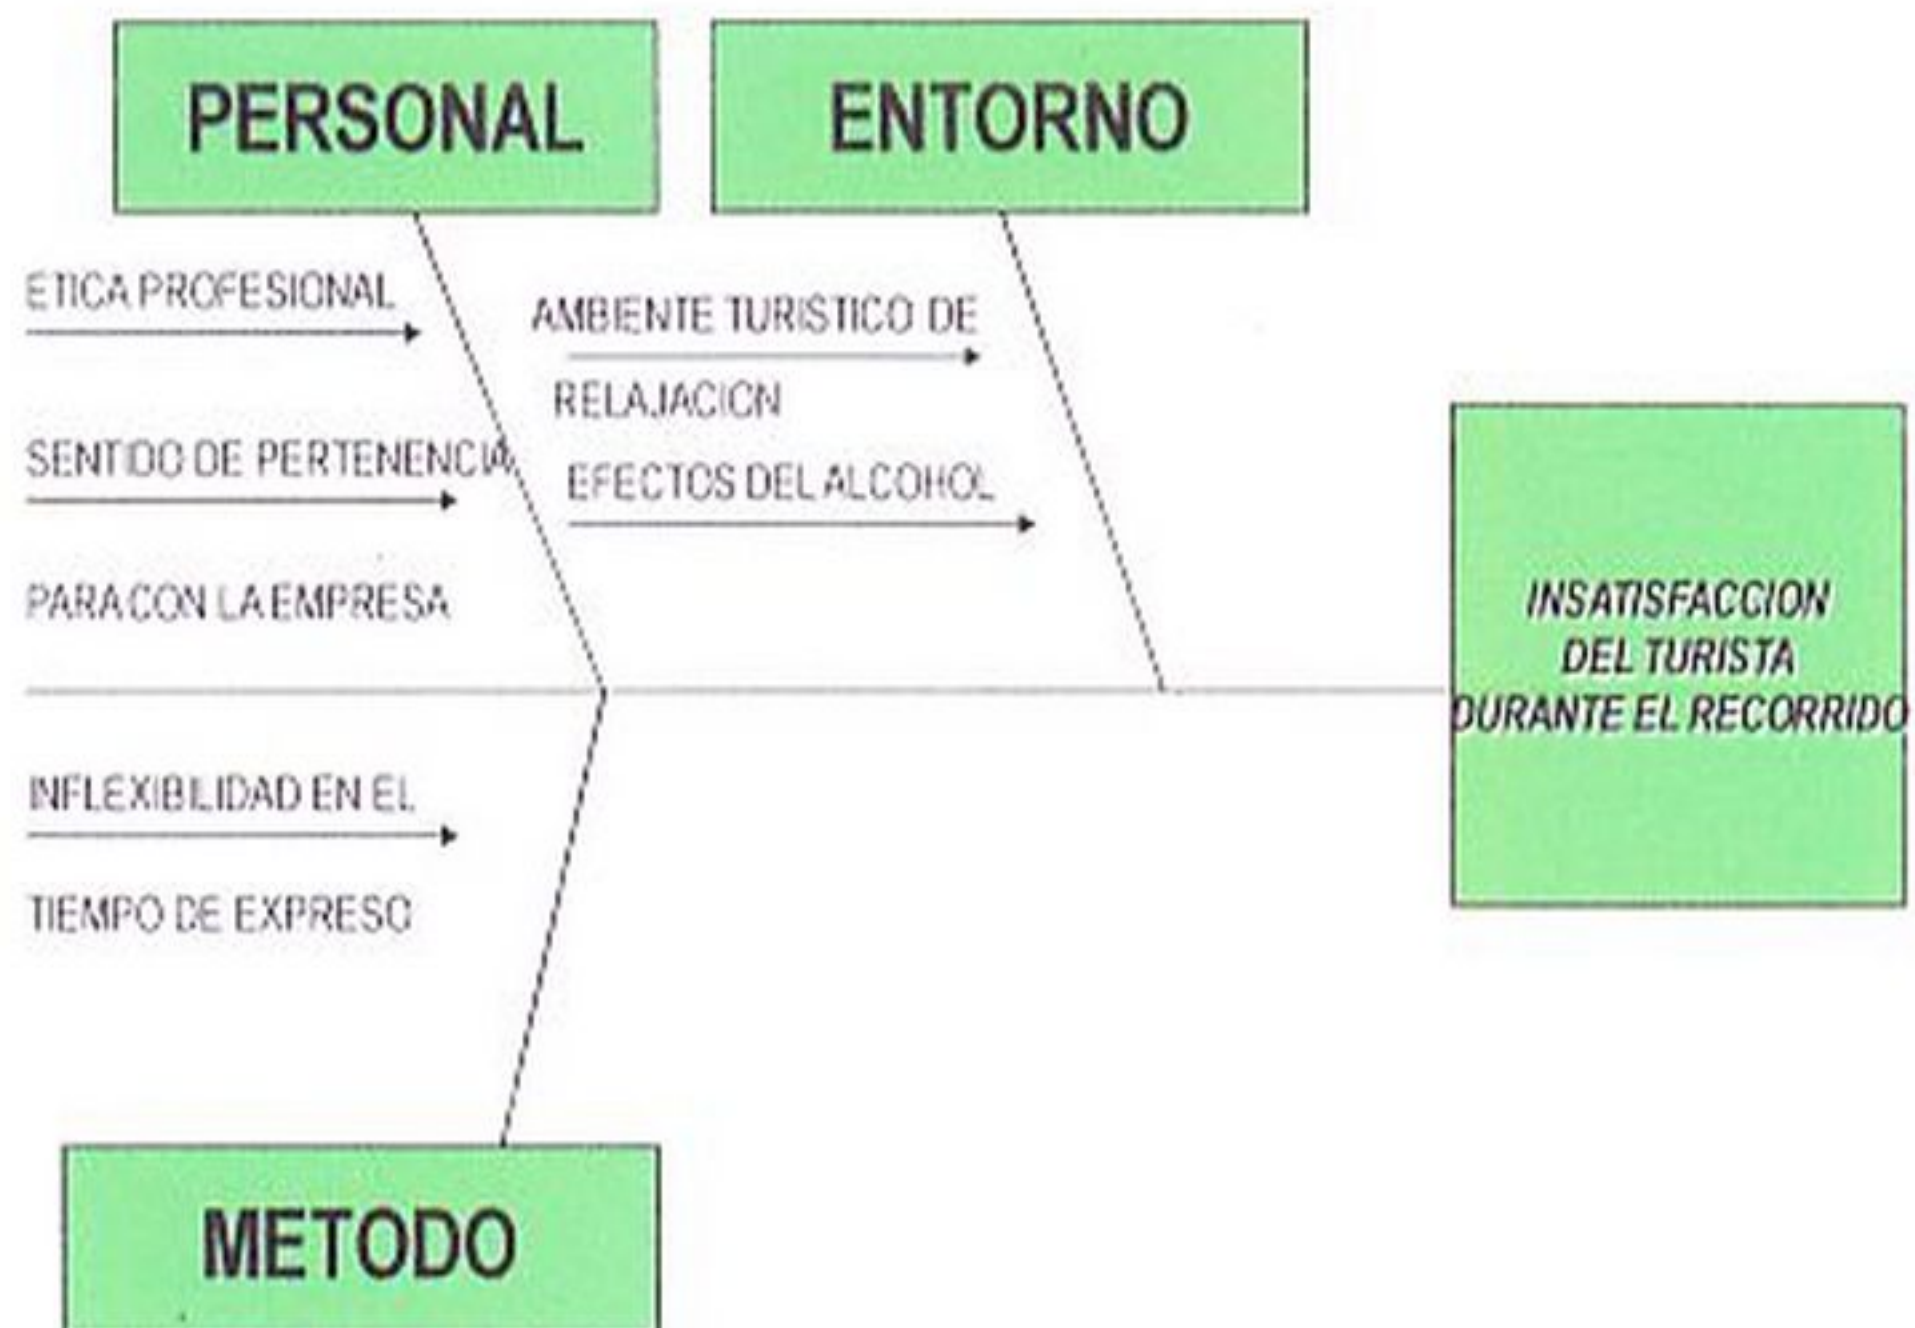 PERSONAL
ENTORNO
ETICA PROFESIONAL
SENTIDO DE PERTENENCIA
PARA CON LA EMPRESA
AMBIENTE TURISTICO DE
RELAJACION
EFECTOS DEL ALCOHOL
INSATISFACCION
DEL TURISTA
DURANTE EL RECORRIDO
INFLEXIBILIDAD EN EL
TIEMPO DE EXPRESO
METODO